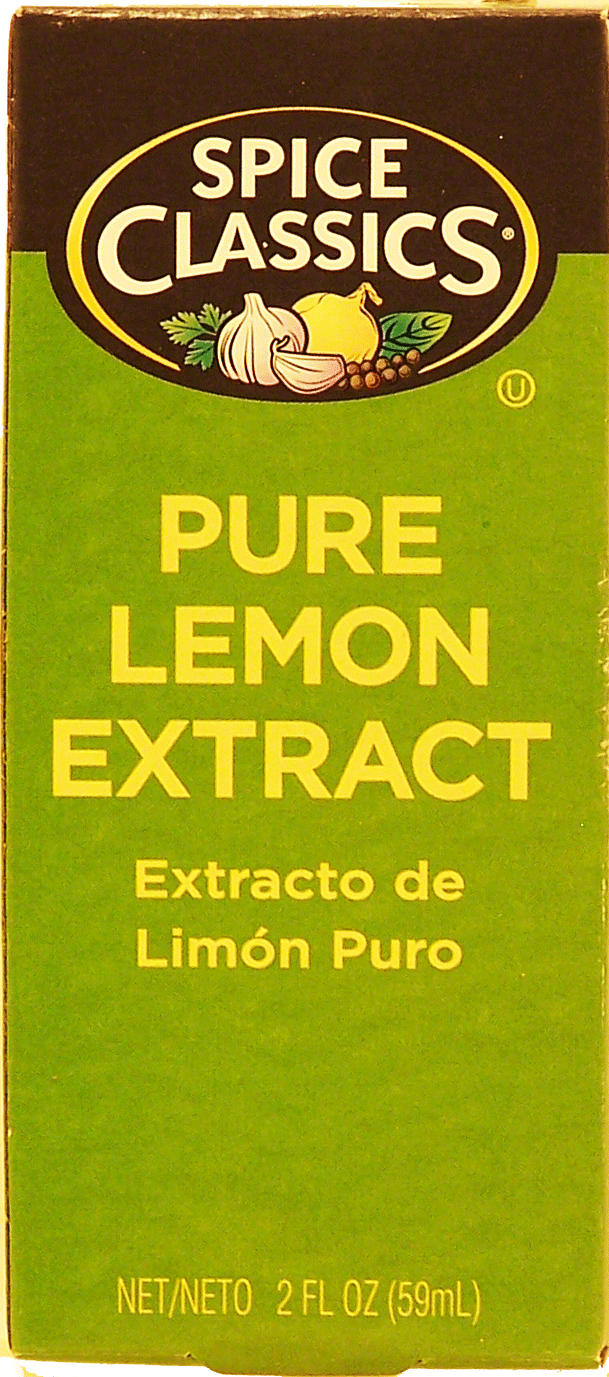 SPICE
CLASSICS®
U
PURE
LEMON
EXTRACT
Extracto de
Limón Puro
NET/NETO 2 FL OZ (59mL)